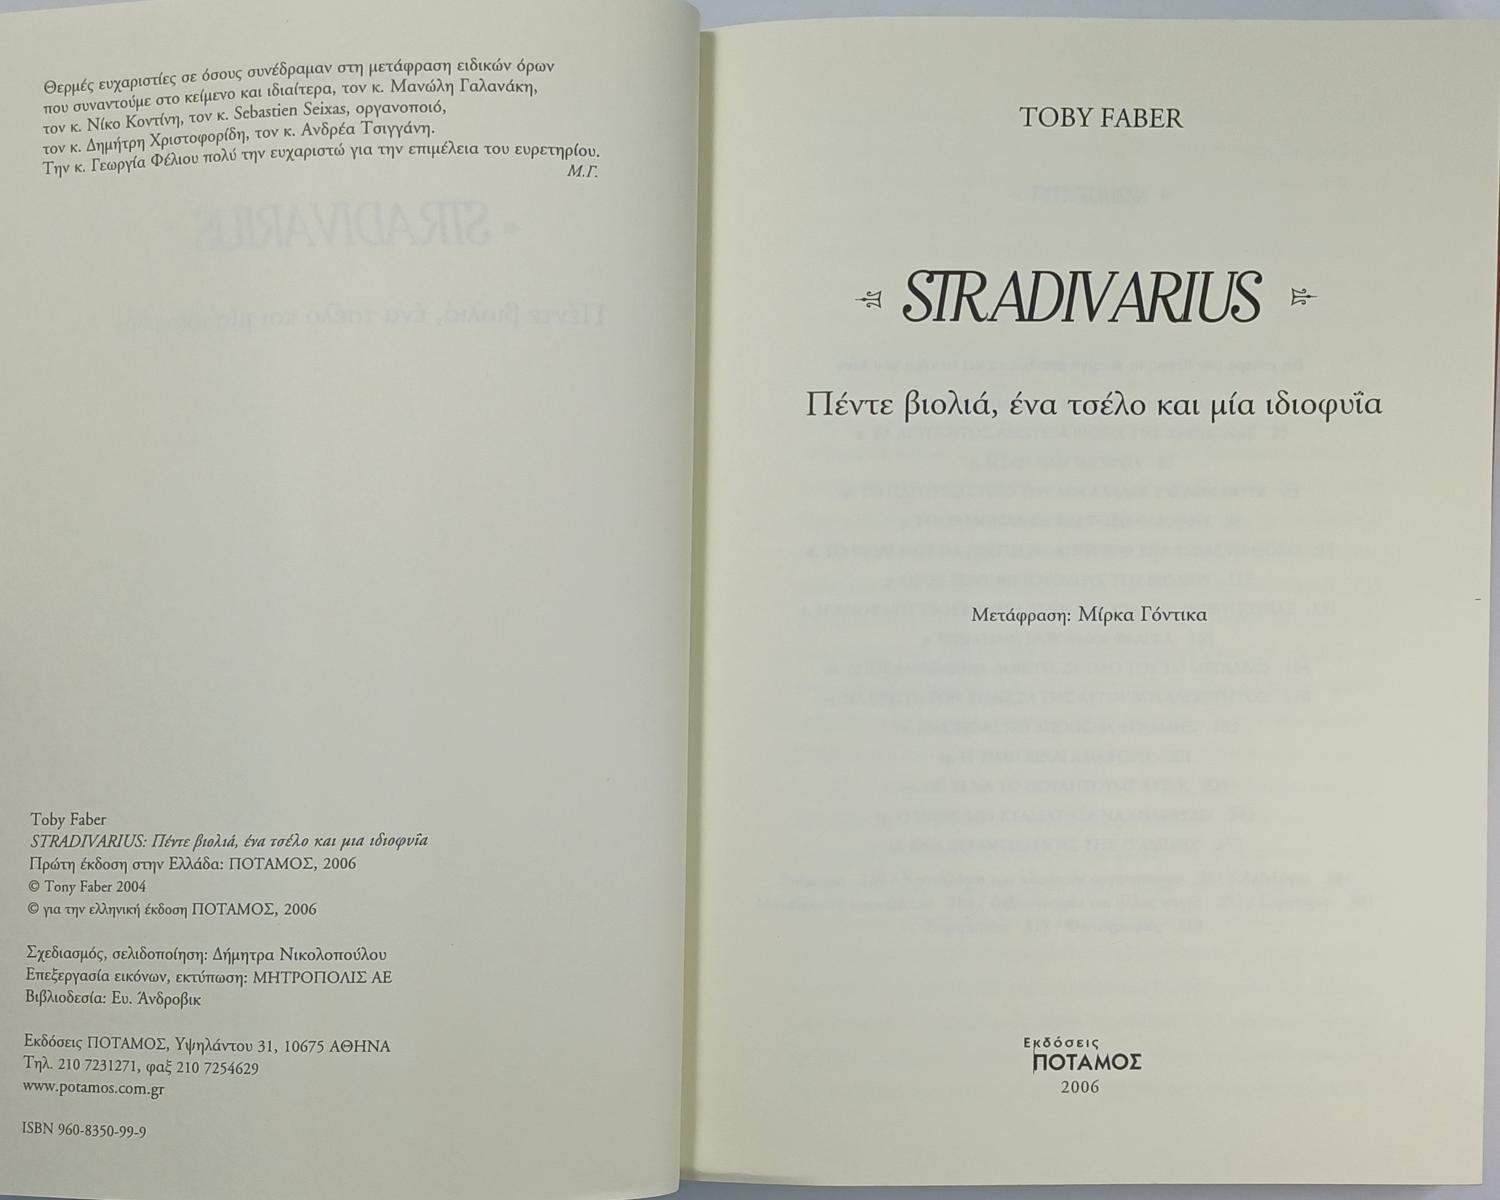 Θερμές ευχαριστίες σε όσους συνέδραμαν στη μετάφραση ειδικών όρων
που συναντούμε στο κείμενο και ιδιαίτερα, τον κ. Μανώλη Γαλανάκη,
τον κ. Νίκο Κοντίνη, τον κ. Sebastien Seixas, οργανοποιό,
τον κ. Δημήτρη Χριστοφορίδη, τον κ. Ανδρέα Τσιγγάνη.
Την κ. Γεωργία Φέλιου πολύ την ευχαριστώ για την επιμέλεια του ευρετηρίου.
Μ.Γ.
Toby Faber
STRADIVARIUS: Πέντε βιολιά, ένα τσέλο και μια ιδιοφυΐα
Πρώτη έκδοση στην Ελλάδα: ΠΟΤΑΜΟΣ, 2006
© Tony Faber 2004
© για την ελληνική έκδοση ΠΟΤΑΜΟΣ, 2006
Σχεδιασμός, σελιδοποίηση: Δήμητρα Νικολοπούλου
Επεξεργασία εικόνων, εκτύπωση: ΜΗΤΡΟΠΟΛΙΣ ΑΕ
Βιβλιοδεσία: Ευ. Άνδροβικ
Εκδόσεις ΠΟΤΑΜΟΣ, Υψηλάντου 31, 10675 ΑΘΗΝΑ
Τηλ. 210 7231271, φαξ 210 7254629
www.potamos.com.gr
ISBN 960-8350-99-9
TOBY FABER
STRADIVARIUS
Πέντε βιολιά, ένα τσέλο και μία ιδιοφυΐα
Μετάφραση: Μίρκα Γόντικα
Εκδόσεις
ΠΟΤΑΜΟΣ
2006